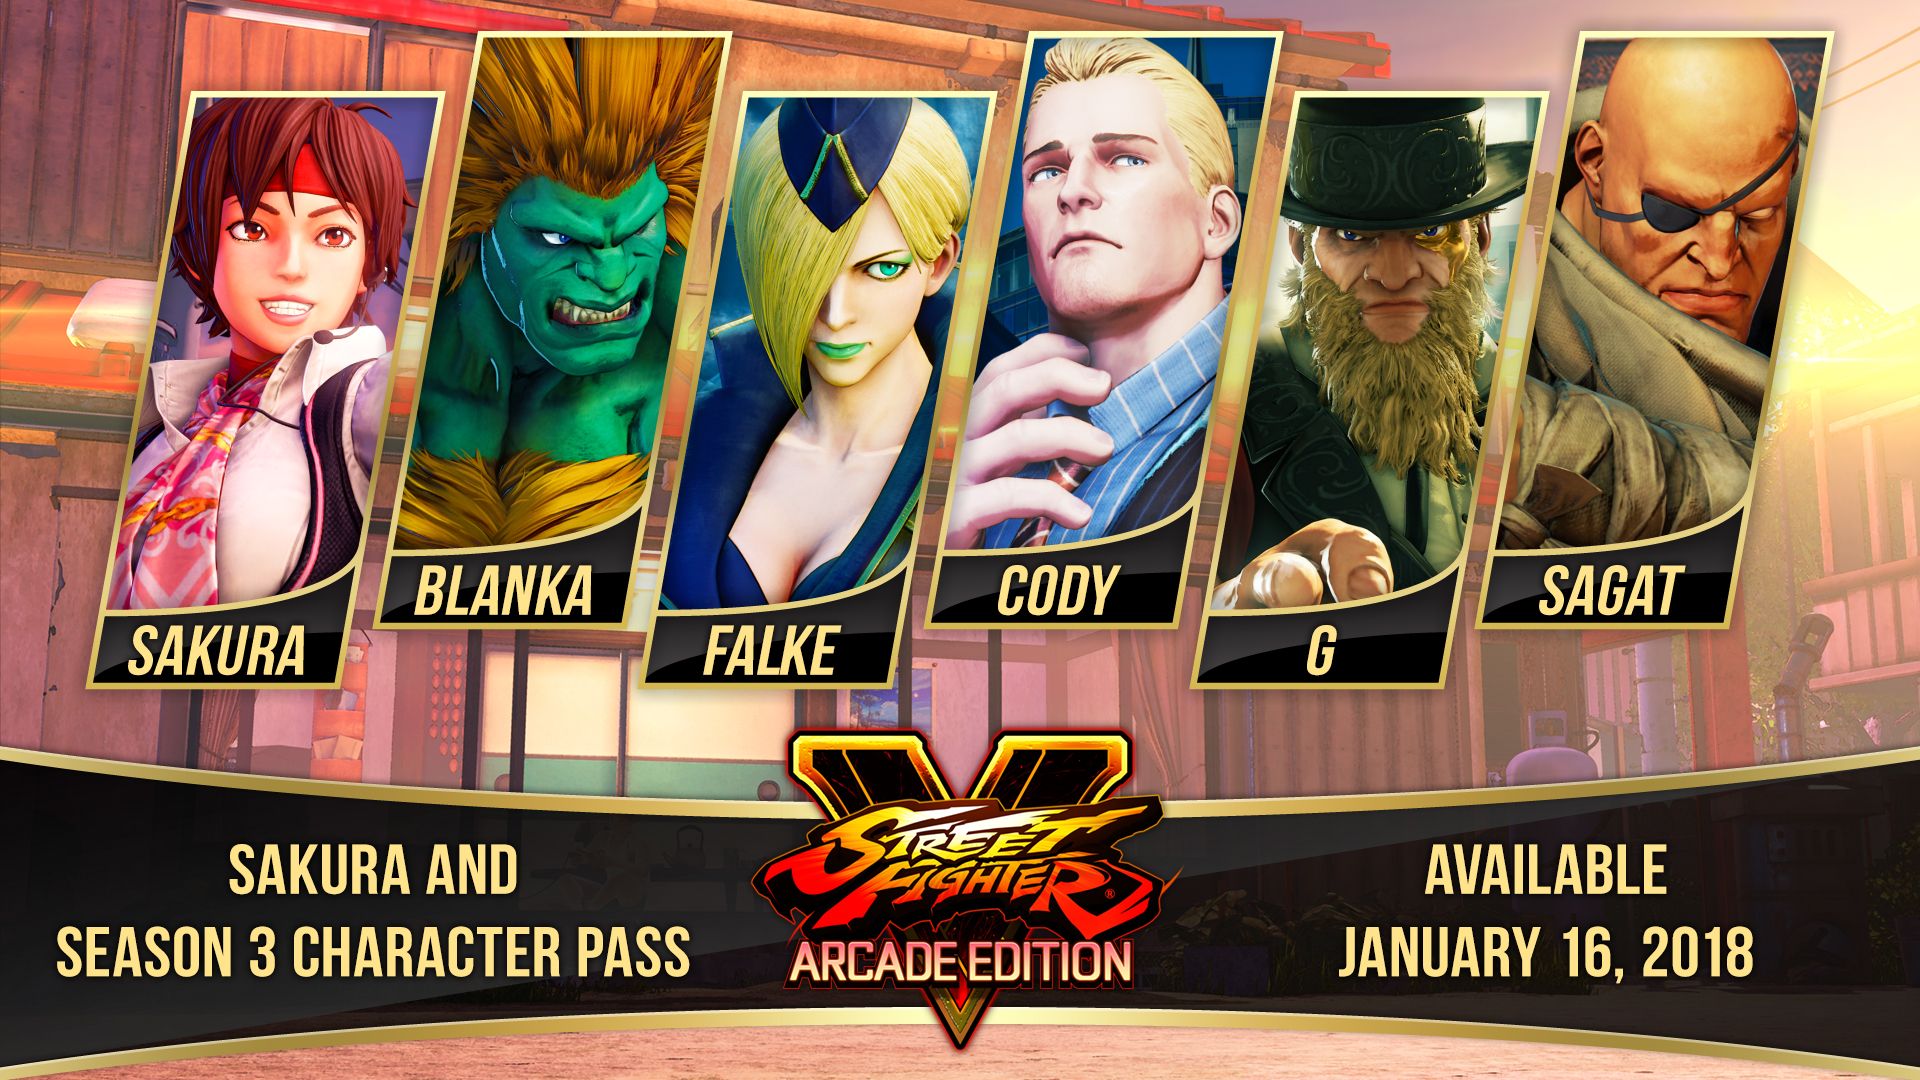 SAKURA
BLANKA
FALKE
CODY
G
SAGAT
SAKURA AND
SEASON 3 CHARACTER PASS
V
STREET
FIGHTER®
ARCADE EDITION
AVAILABLE
JANUARY 16, 2018